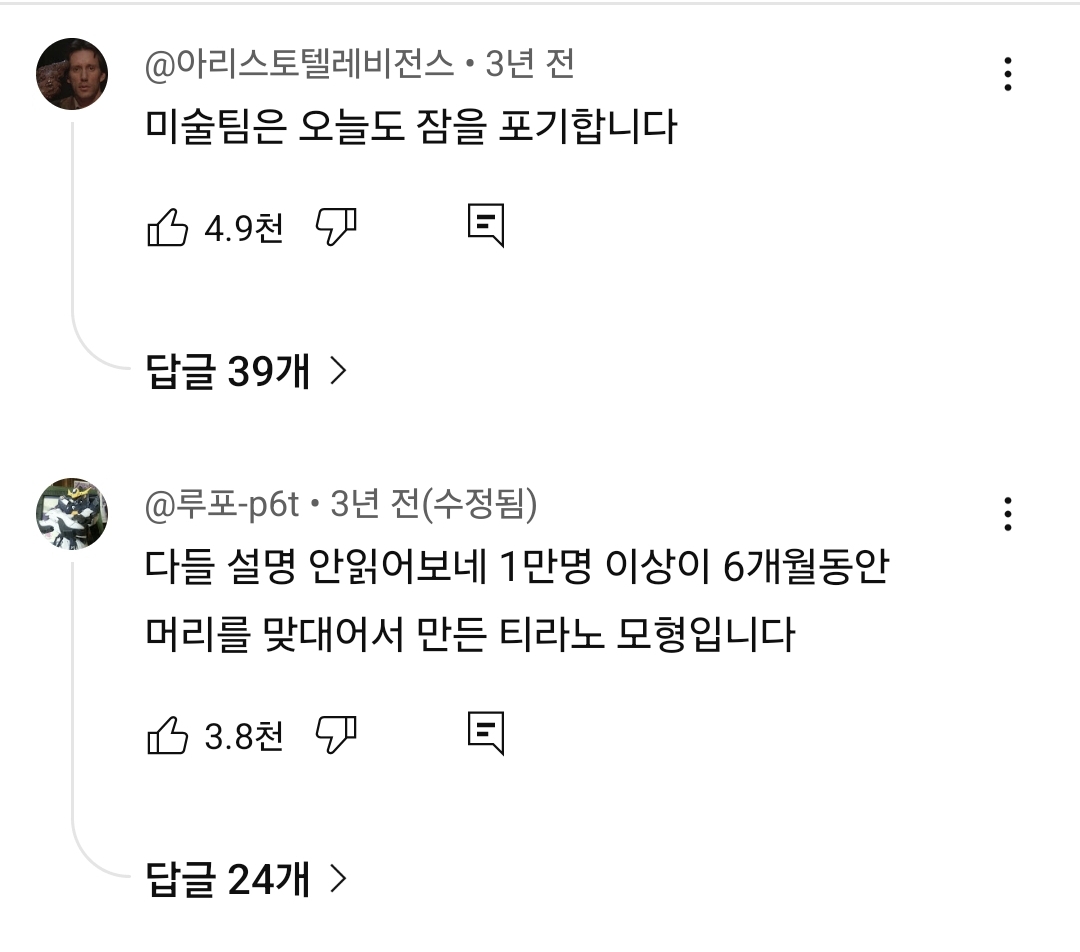 @아리스토텔레비전스 • 3년 전
미술팀은 오늘도 잠을 포기합니다
4.9천
답글 39개
@루포-p6t • 3년 전(수정됨)
다들 설명 안읽어보네 1만명 이상이 6개월동안
머리를 맞대어서 만든 티라노 모형입니다
3.8천
답글 24개